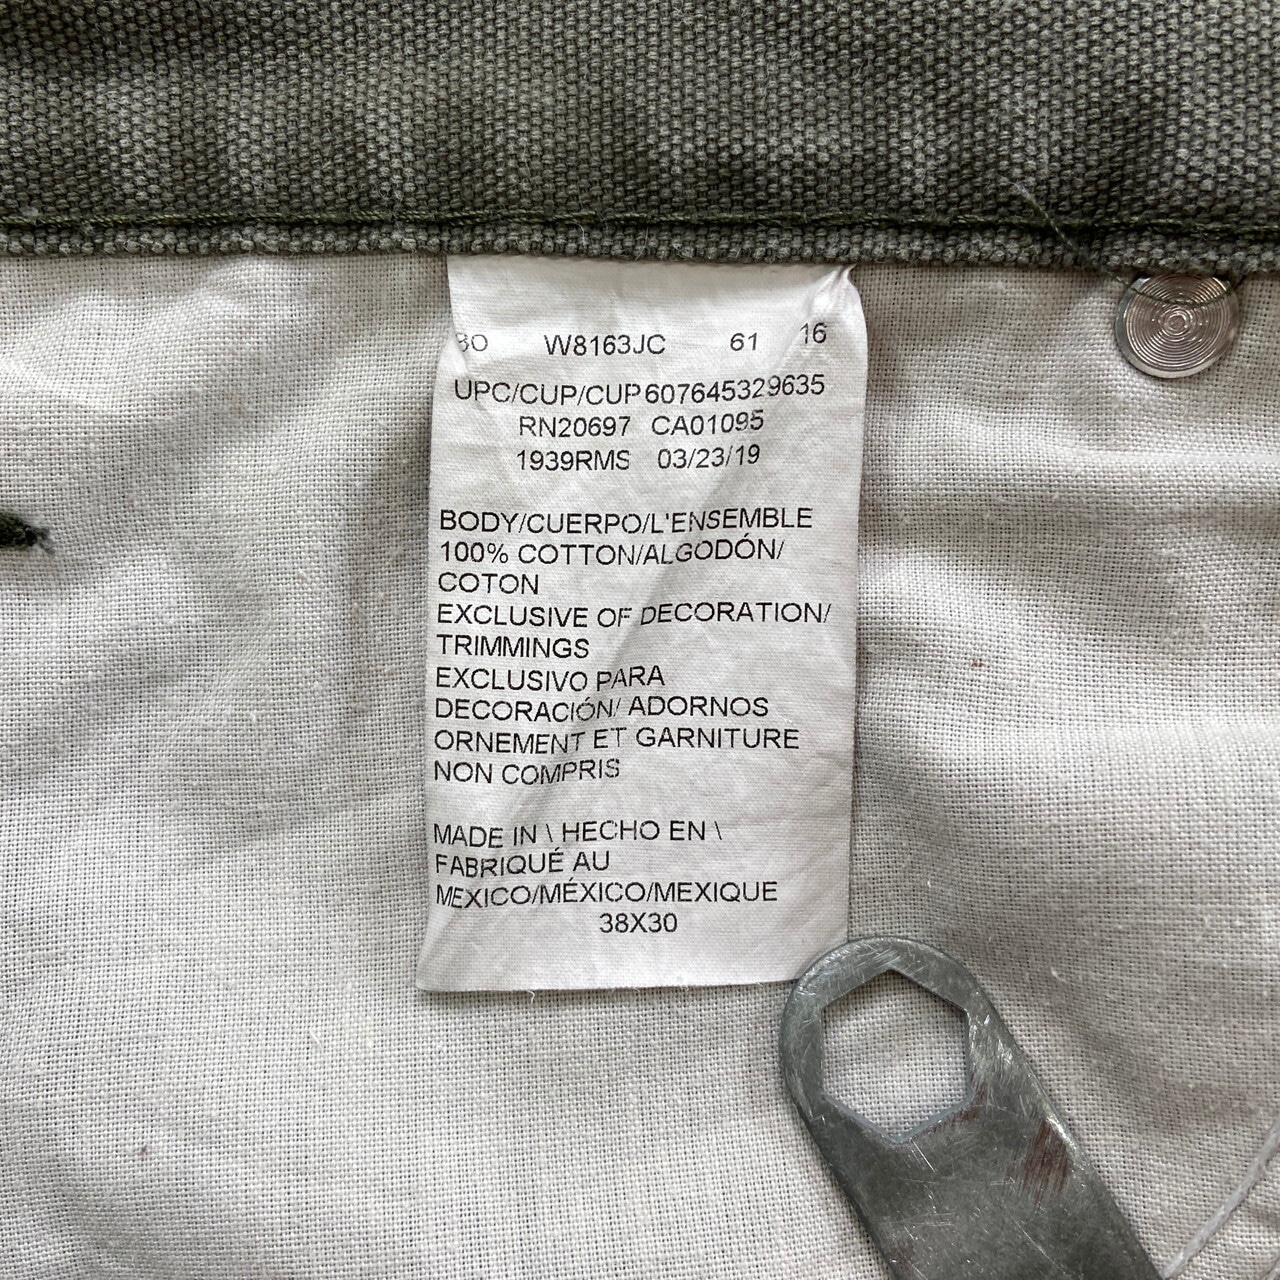 W8163JC 61 16
UPC/CUP/CUP 607645329635
RN20697 CA01095
1939RMS 03/23/19
BODY/CUERPO/L'ENSEMBLE
100% COTTON/ALGODÓN/
COTON
EXCLUSIVE OF DECORATION/
TRIMMINGS
EXCLUSIVO PARA
DECORACIÓN/ ADORNOS
ORNEMENT ET GARNITURE
NON COMPRIS
MADE IN \ HECHO EN \
FABRIQUÉ AU
MEXICO/MÉXICO/MEXIQUE
38X30